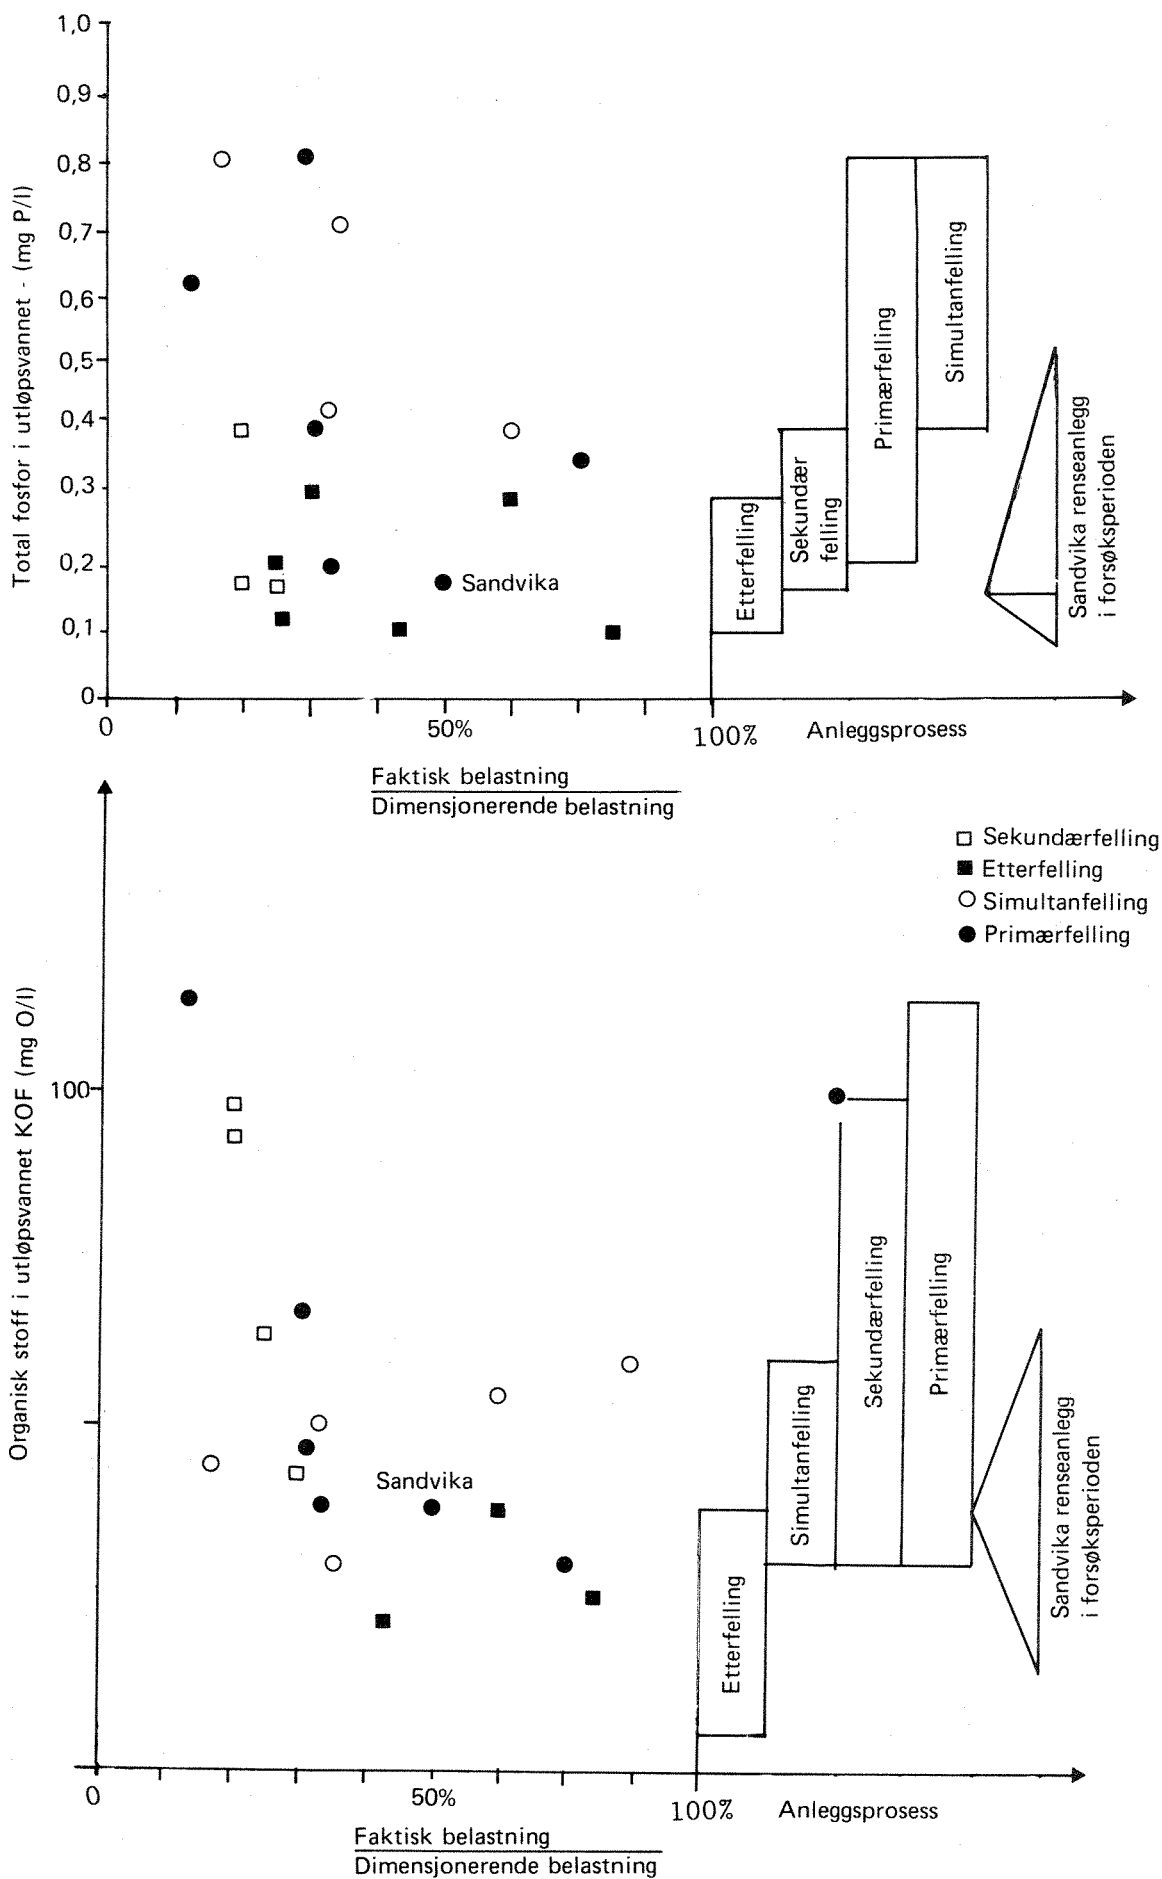 1,0
0,9
0,8
0,7
0,6
0,5
0,4
0,3
0,2
0,1
0
Total fosfor i utløpsvannet - (mg P/l)
Sandvika
Etterfelling
Sekundær
felling
Primærfelling
Simultanfelling
Sandvika renseanlegg
i forsøksperioden
0
50%
100%
Anleggsprosess
Faktisk belastning
Dimensjonerende belastning
Sekundærfelling
Etterfelling
Simultanfelling
Primærfelling
Organisk stoff i utløpsvannet KOF (mg O/l)
100
Sandvika
Etterfelling
Simultanfelling
Sekundærfelling
Primærfelling
Sandvika renseanlegg
i forsøksperioden
0
50%
100%
Anleggsprosess
Faktisk belastning
Dimensjonerende belastning